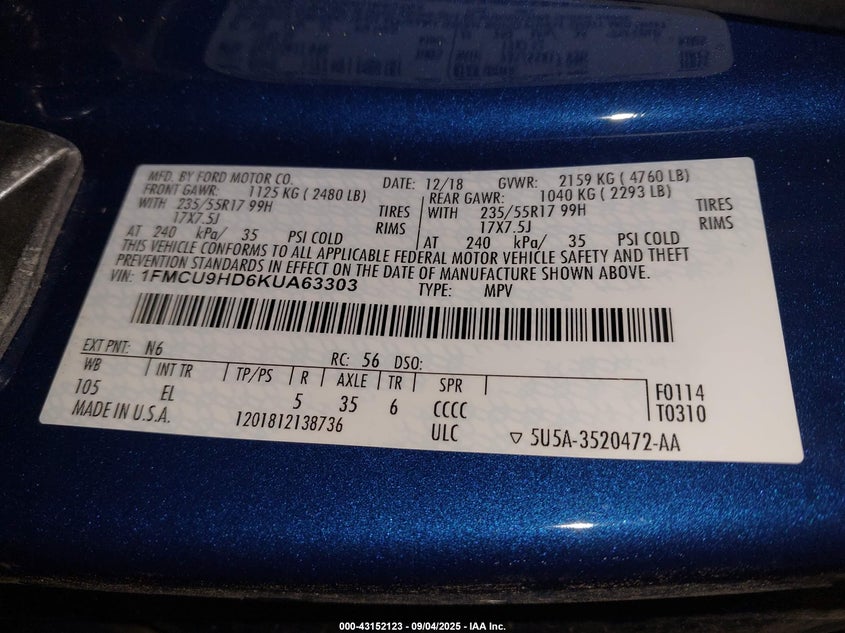 MFD. BY FORD MOTOR CO.
DATE: 12/18 GVWR: 2159 KG ( 4760 LB)
FRONT GAWR: 1125 KG ( 2480 LB) REAR GAWR: 1040 KG ( 2293 LB)
WITH 235/55R17 99H TIRES WITH 235/55R17 99H TIRES
17X7.5J RIMS 17X7.5J RIMS
AT 240 kPa/ 35 PSI COLD AT 240 kPa/ 35 PSI COLD
THIS VEHICLE CONFORMS TO ALL APPLICABLE FEDERAL MOTOR VEHICLE SAFETY AND THEFT
PREVENTION STANDARDS IN EFFECT ON THE DATE OF MANUFACTURE SHOWN ABOVE.
VIN: 1FMCU9HD6KUA63303 TYPE: MPV
EXT PNT: N6 RC: 56 DSO:
WB INT TR TP/PS R AXLE TR SPR
105 EL 5 35 6 CCCC F0114
T0310
MADE IN U.S.A. 1201812138736 ULC ▽ 5U5A-3520472-AA
000-43152123 - 09/04/2025 - IAA Inc.